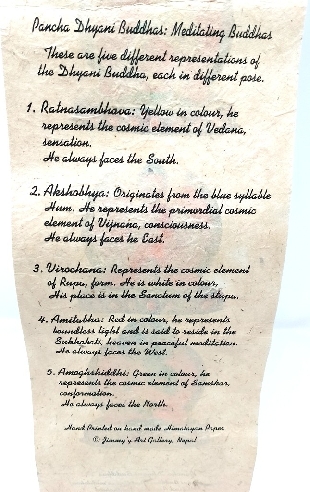 Pancha Dhyani Buddhas: Meditating Buddhas
These are five different representations of
the Dhyani Buddha, each in different pose.
1. Ratnasambhava: Yellow in colour, he
represents the cosmic element of Vedana,
sensation.
He always faces the South.
2. Akshobhya: Originates from the blue syllable
Hum. He represents the primordial cosmic
element of Vijnana, consciousness.
He always faces he East.
3. Virochana: Represents the cosmic element
of Rupa, form. He is white in colour,
His place is in the Sanctum of the stupa.
4. Amitabha: Red in colour, he represents
boundless light and is said to reside in the
heaven in peaceful meditation.
He always faces the West.
5. Amoghshiddhi: Green in colour, he
represents the cosmic element of
conformation.
He always faces the North.
Hand Printed on hand made Himalayan Paper
© Jimmey's Art Gallery, Nepal